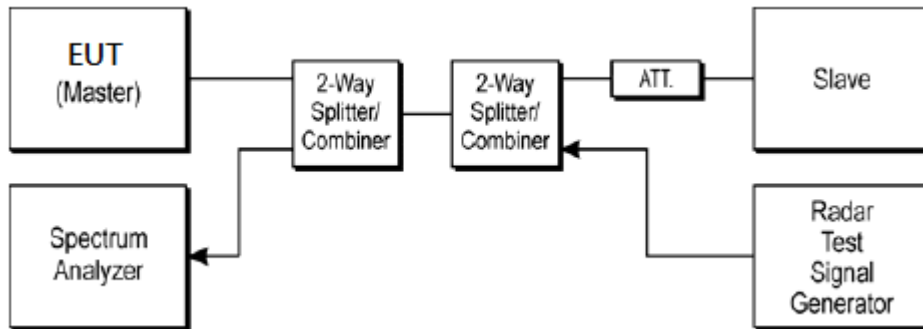 EUT
(Master)
2-Way
Splitter/
Combiner
2-Way
Splitter/
Combiner
ATT.
Slave
Spectrum
Analyzer
Radar
Test
Signal
Generator